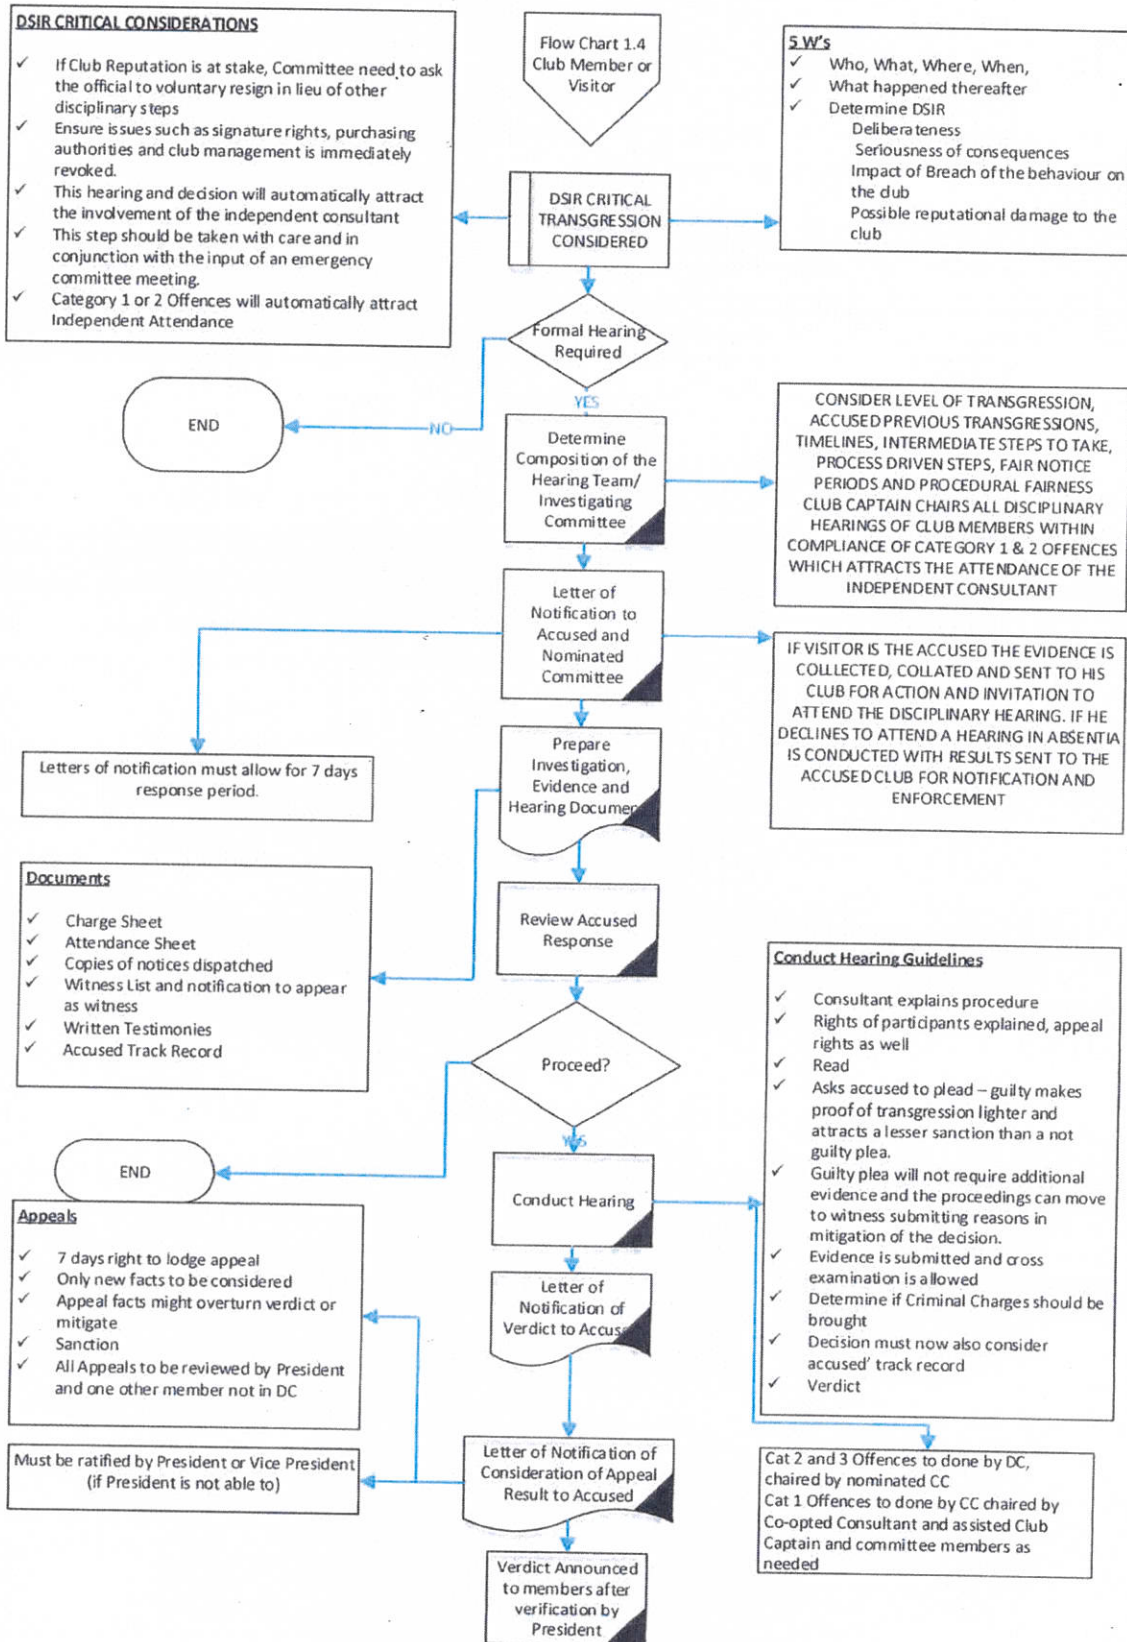 DSIR CRITICAL CONSIDERATIONS
✓ If Club Reputation is at stake, Committee need to ask
the official to voluntary resign in lieu of other
disciplinary steps
✓ Ensure issues such as signature rights, purchasing
authorities and club management is immediately
revoked.
✓ This hearing and decision will automatically attract
the involvement of the independent consultant
✓ This step should be taken with care and in
conjunction with the input of an emergency
committee meeting.
✓ Category 1 or 2 Offences will automatically attract
Independent Attendance
Flow Chart 1.4
Club Member or
Visitor
5 W's
✓ Who, What, Where, When,
✓ What happened thereafter
✓ Determine DSIR
Deliberateness
Seriousness of consequences
Impact of Breach of the behaviour on
the club
Possible reputational damage to the
club
DSIR CRITICAL
TRANSGRESSION
CONSIDERED
Formal Hearing
Required
YES
NO
END
Determine
Composition of the
Hearing Team/
Investigating
Committee
CONSIDER LEVEL OF TRANSGRESSION,
ACCUSED PREVIOUS TRANSGRESSIONS,
TIMELINES, INTERMEDIATE STEPS TO TAKE,
PROCESS DRIVEN STEPS, FAIR NOTICE
PERIODS AND PROCEDURAL FAIRNESS
CLUB CAPTAIN CHAIRS ALL DISCIPLINARY
HEARINGS OF CLUB MEMBERS WITHIN
COMPLIANCE OF CATEGORY 1 & 2 OFFENCES
WHICH ATTRACTS THE ATTENDANCE OF THE
INDEPENDENT CONSULTANT
Letter of
Notification to
Accused and
Nominated
Committee
IF VISITOR IS THE ACCUSED THE EVIDENCE IS
COLLLECTED, COLLATED AND SENT TO HIS
CLUB FOR ACTION AND INVITATION TO
ATTEND THE DISCIPLINARY HEARING. IF HE
DECLINES TO ATTEND A HEARING IN ABSENTIA
IS CONDUCTED WITH RESULTS SENT TO THE
ACCUSED CLUB FOR NOTIFICATION AND
ENFORCEMENT
Letters of notification must allow for 7 days
response period.
Prepare
Investigation,
Evidence and
Hearing Documen
Documents
✓ Charge Sheet
✓ Attendance Sheet
✓ Copies of notices dispatched
✓ Witness List and notification to appear
as witness
✓ Written Testimonies
✓ Accused Track Record
Review Accused
Response
Proceed?
YES
END
Conduct Hearing Guidelines
✓ Consultant explains procedure
✓ Rights of participants explained, appeal
rights as well
✓ Read
✓ Asks accused to plead – guilty makes
proof of transgression lighter and
attracts a lesser sanction than a not
guilty plea.
✓ Guilty plea will not require additional
evidence and the proceedings can move
to witness submitting reasons in
mitigation of the decision.
✓ Evidence is submitted and cross
examination is allowed
✓ Determine if Criminal Charges should be
brought
✓ Decision must now also consider
accused' track record
✓ Verdict
Conduct Hearing
Appeals
✓ 7 days right to lodge appeal
✓ Only new facts to be considered
✓ Appeal facts might overturn verdict or
mitigate
✓ Sanction
✓ All Appeals to be reviewed by President
and one other member not in DC
Letter of
Notification of
Verdict to Accus
Must be ratified by President or Vice President
(if President is not able to)
Letter of Notification of
Consideration of Appeal
Result to Accused
Cat 2 and 3 Offences to done by DC,
chaired by nominated CC
Cat 1 Offences to done by CC chaired by
Co-opted Consultant and assisted Club
Captain and committee members as
needed
Verdict Announced
to members after
verification by
President